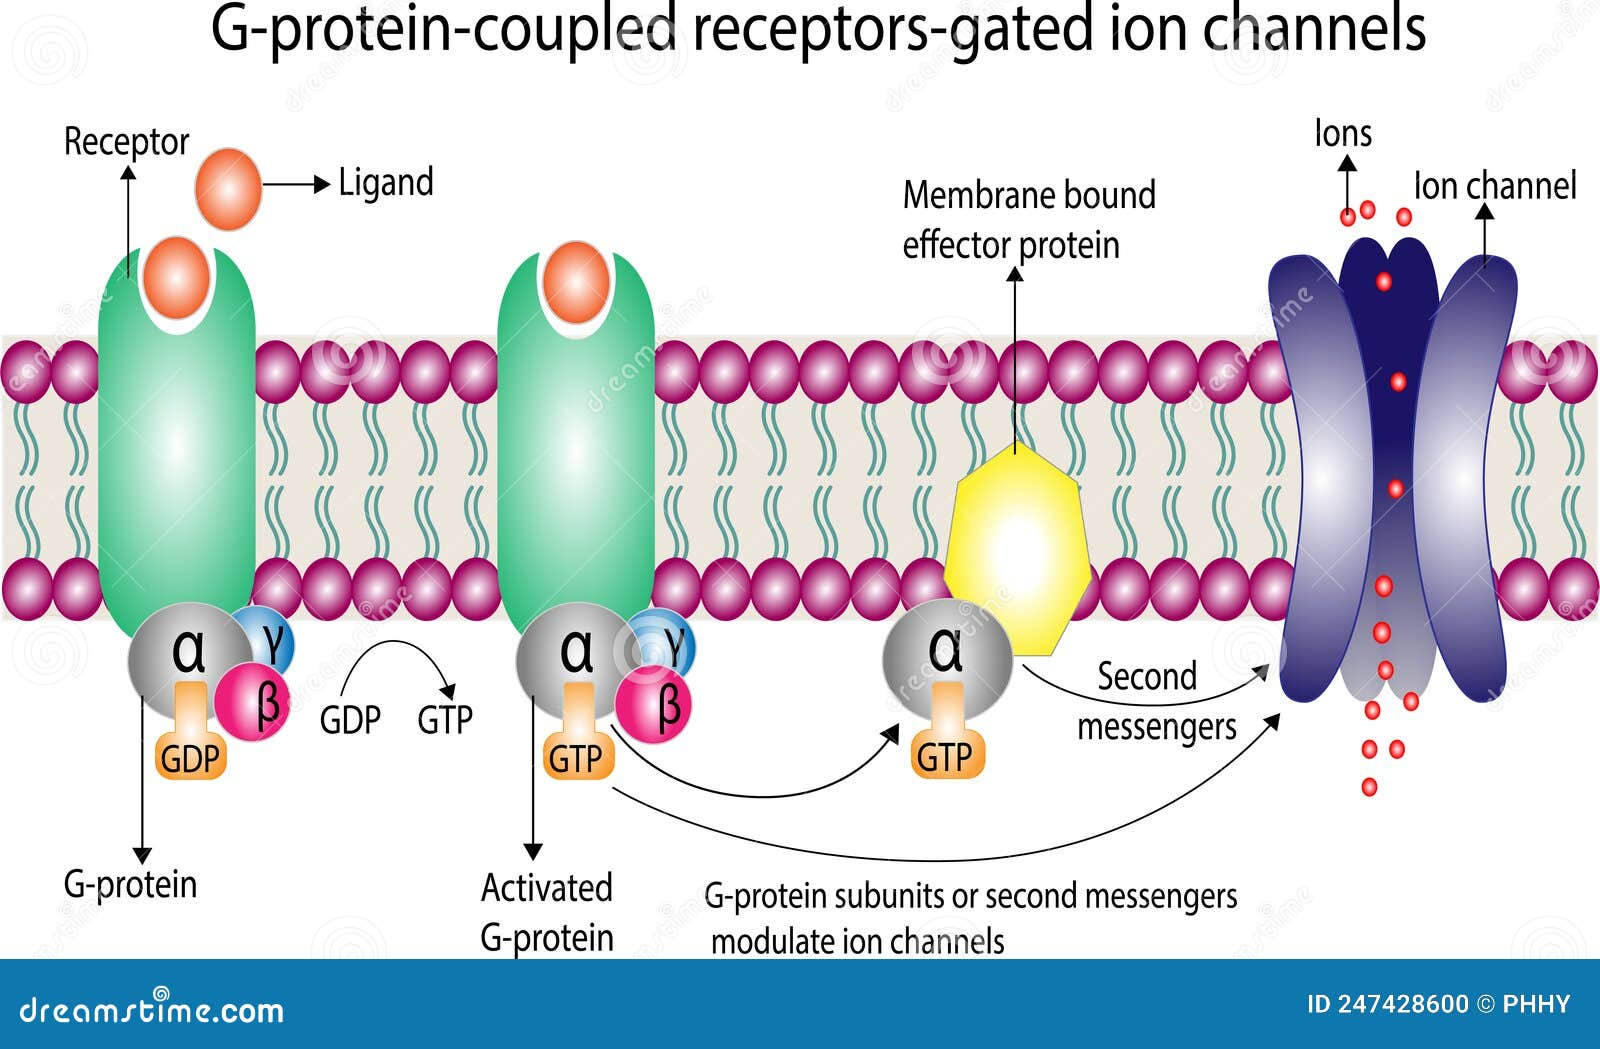 G-protein-coupled receptors-gated ion channels
Receptor
Ligand
Membrane bound
effector protein
Ions
Ion channel
α
γ
β
GDP
GDP
GTP
α
γ
β
GTP
α
GTP
Second
messengers
G-protein
Activated
G-protein
G-protein subunits or second messengers
modulate ion channels
dreamstime.com
ID 247428600 © PHHY